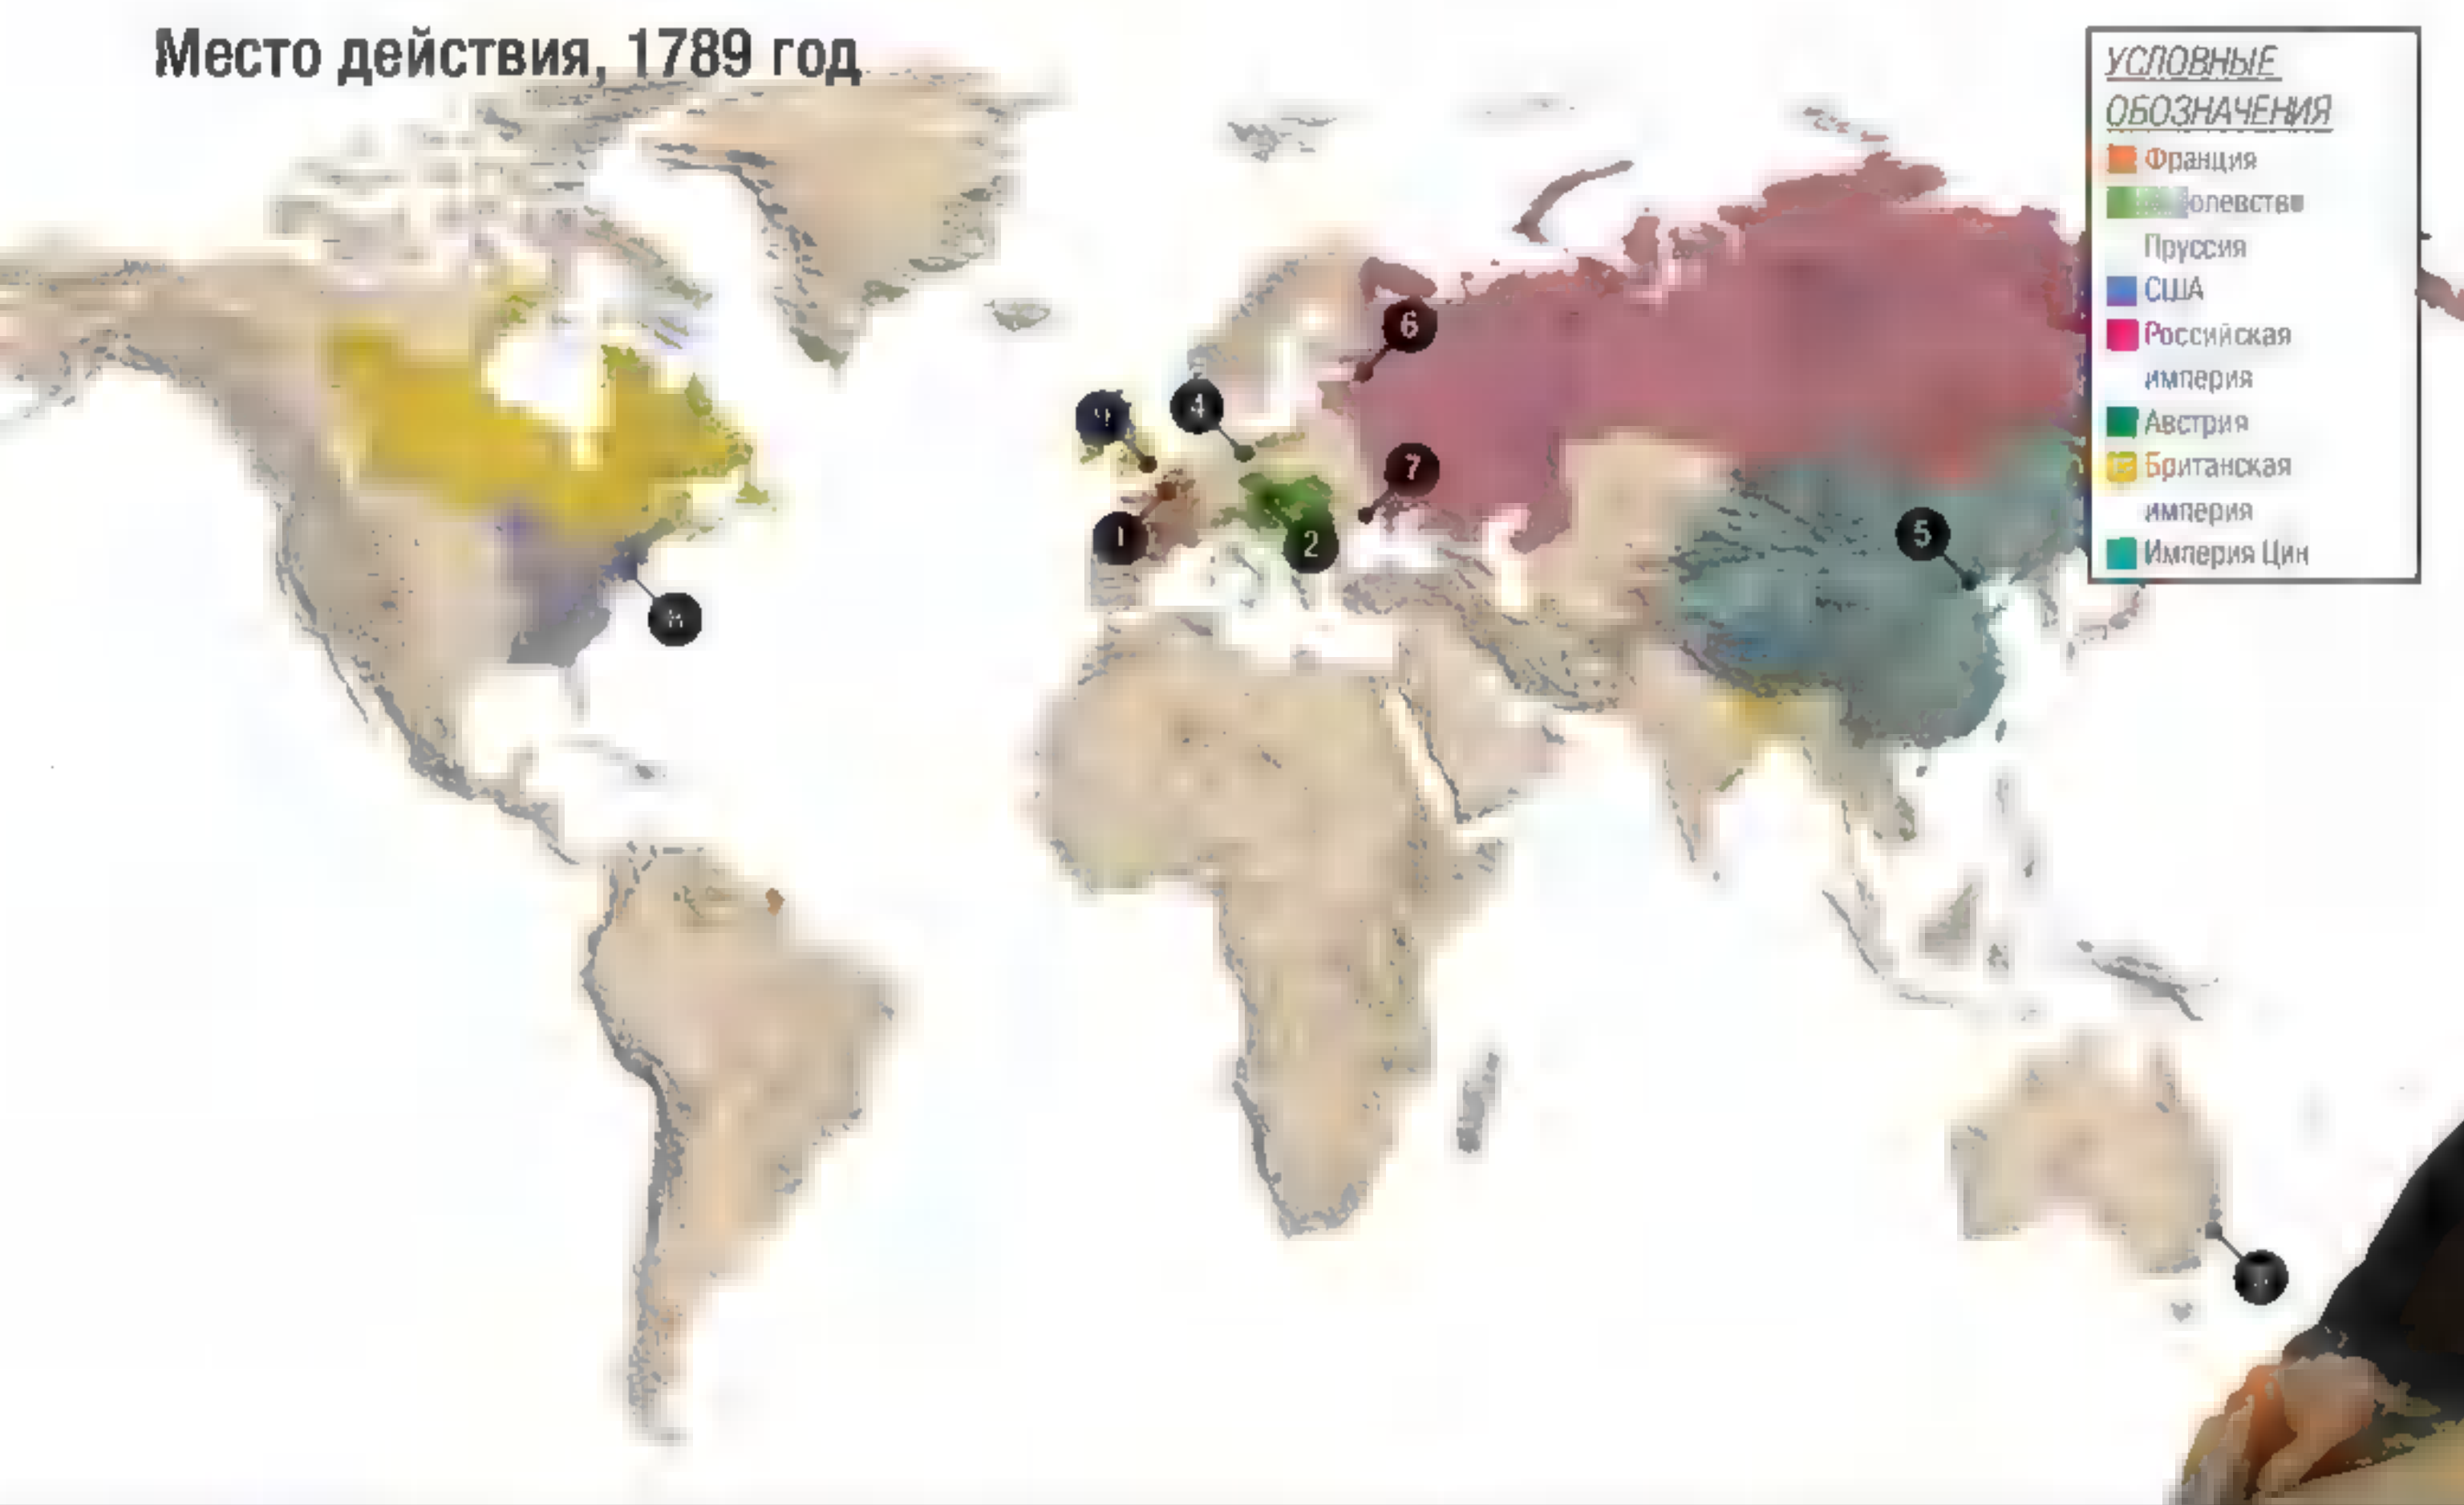 Место действия, 1789 год
УСЛОВНЫЕ
ОБОЗНАЧЕНИЯ
Франция
Пруссия
США
Российская
империя
Австрия
Британская
империя
Империя Цин
6
4
9
7
1
2
5